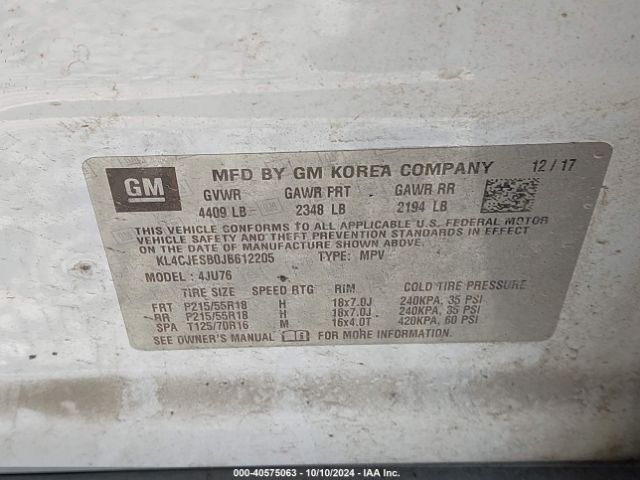 GM
MFD BY GM KOREA COMPANY 12/17
GVWR GAWR FRT GAWR RR
4409 LB 2348 LB 2194 LB
THIS VEHICLE CONFORMS TO ALL APPLICABLE U.S. FEDERAL MOTOR
VEHICLE SAFETY, BUMPER, AND THEFT PREVENTION STANDARDS IN EFFECT
ON THE DATE OF MANUFACTURE SHOWN ABOVE.
KL4CJESB0JB612205 TYPE: MPV
MODEL: 4JU76
TIRE SIZE SPEED RTG RIM COLD TIRE PRESSURE
FRT P215/55R18 H 18x7.0J 240KPA, 35 PSI
RR P215/55R18 H 18x7.0J 240KPA, 35 PSI
SPA T125/70R16 M 16x4.0T 420KPA, 60 PSI
SEE OWNER'S MANUAL FOR MORE INFORMATION.
000-40575063 - 10/10/2024 - IAA Inc.